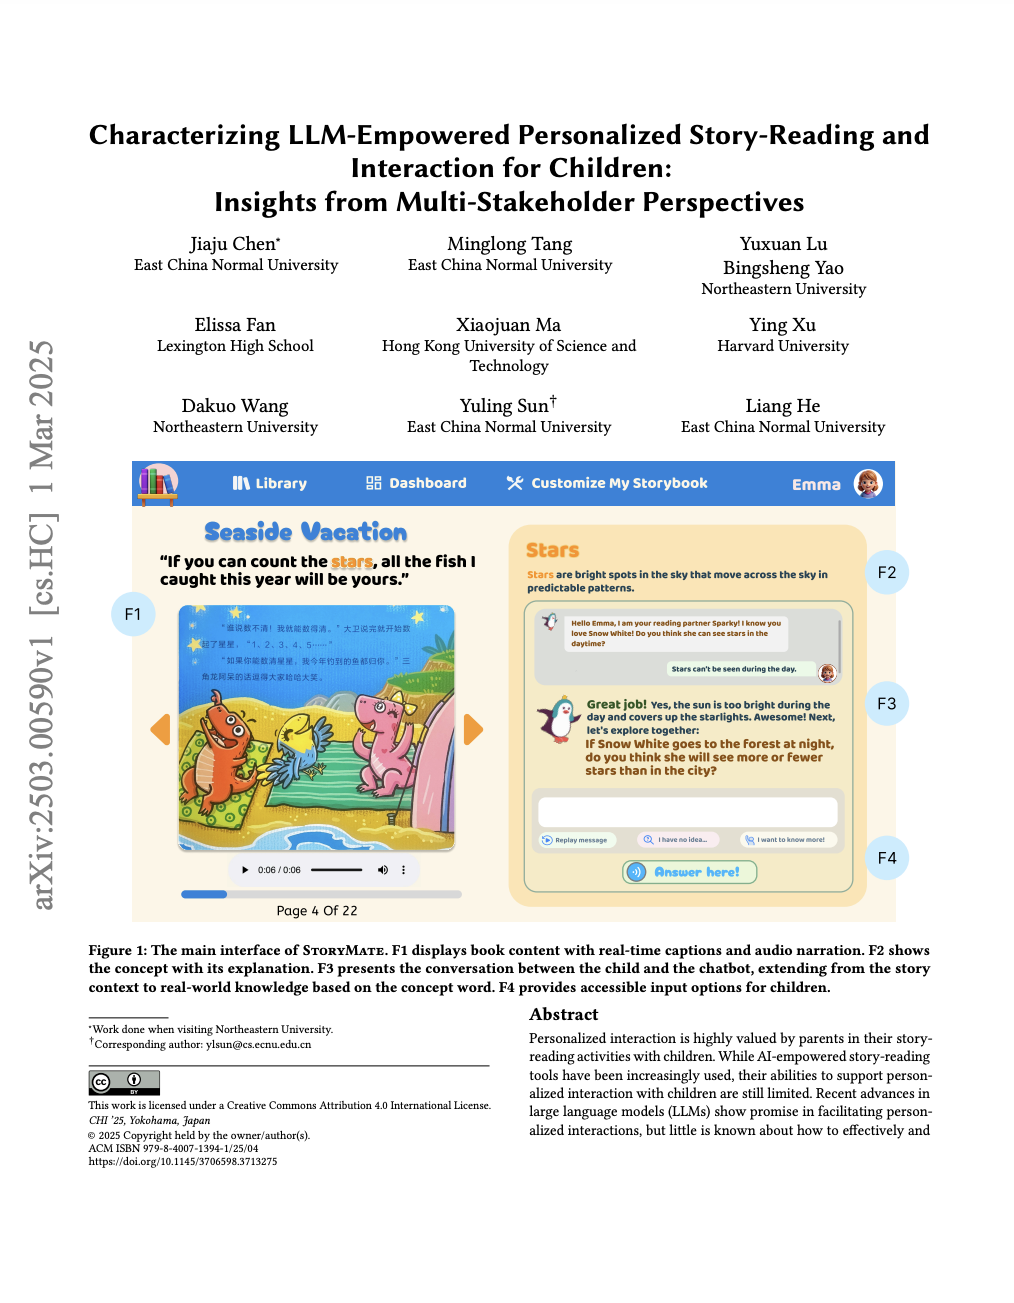 Characterizing LLM-Empowered Personalized Story-Reading and
Interaction for Children:
Insights from Multi-Stakeholder Perspectives
Jiaju Chen*
East China Normal University
Minglong Tang
East China Normal University
Yuxuan Lu
Bingsheng Yao
Northeastern University
Elissa Fan
Lexington High School
Xiaojuan Ma
Hong Kong University of Science and
Technology
Ying Xu
Harvard University
Dakuo Wang
Northeastern University
Yuling Sun†
East China Normal University
Liang He
East China Normal University
arXiv:2503.00590v1 [cs.HC] 1 Mar 2025
Library
Dashboard
Customize My Storybook
Emma
Seaside Vacation
“If you can count the stars, all the fish I
caught this year will be yours.”
F1
“谁说数不清！我就能数得清。”大卫说完就开始数
起了星星，“1、2、3、4、5……”
“如果你能数清星星，我今年钓到的鱼都归你。”三
角龙阿呆的话逗得大家哈哈大笑。
0:06 / 0:06
Page 4 Of 22
Stars
Stars are bright spots in the sky that move across the sky in
predictable patterns.
F2
Hello Emma, I am your reading partner Sparky! I know you
love Snow White! Do you think she can see stars in the
daytime?
Stars can't be seen during the day.
Great job! Yes, the sun is too bright during the
day and covers up the starlights. Awesome! Next,
let's explore together:
If Snow White goes to the forest at night,
do you think she will see more or fewer
stars than in the city?
F3
Replay message
I have no idea...
I want to know more!
Answer here!
F4
Figure 1: The main interface of StoryMate. F1 displays book content with real-time captions and audio narration. F2 shows
the concept with its explanation. F3 presents the conversation between the child and the chatbot, extending from the story
context to real-world knowledge based on the concept word. F4 provides accessible input options for children.
*Work done when visiting Northeastern University.
†Corresponding author: ylsun@cs.ecnu.edu.cn
cc
BY
This work is licensed under a Creative Commons Attribution 4.0 International License.
CHI ’25, Yokohama, Japan
© 2025 Copyright held by the owner/author(s).
ACM ISBN 979-8-4007-1394-1/25/04
https://doi.org/10.1145/3706598.3713275
Abstract
Personalized interaction is highly valued by parents in their story-
reading activities with children. While AI-empowered story-reading
tools have been increasingly used, their abilities to support person-
alized interaction with children are still limited. Recent advances in
large language models (LLMs) show promise in facilitating person-
alized interactions, but little is known about how to effectively and